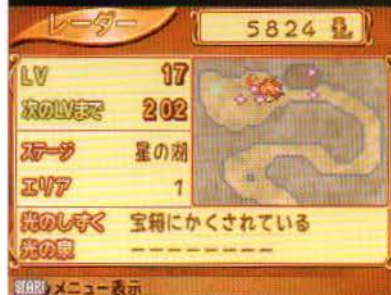 レーダー
5824
LV 17
次のLVまで 202
ステージ 星の湖
エリア 1
光のしずく 宝箱にかくされている
光の泉 --------
START メニュー表示